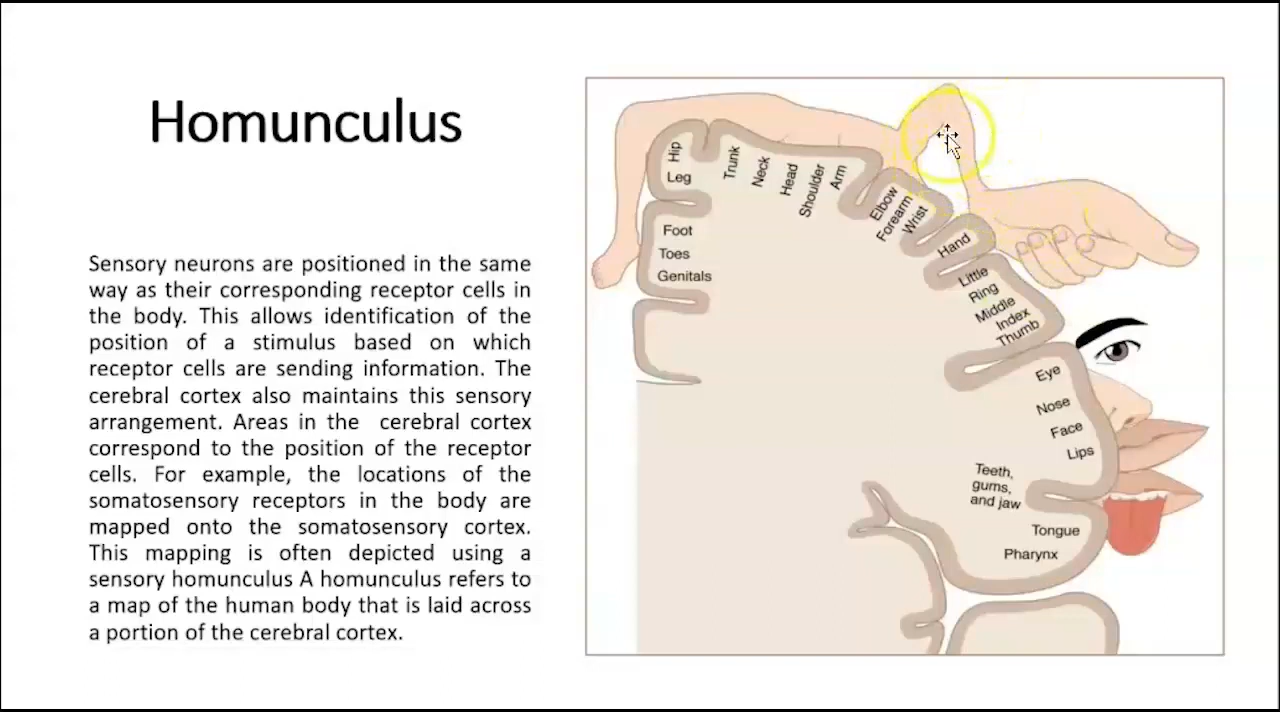 Homunculus
Sensory neurons are positioned in the same
way as their corresponding receptor cells in
the body. This allows identification of the
position of a stimulus based on which
receptor cells are sending information. The
cerebral cortex also maintains this sensory
arrangement. Areas in the cerebral cortex
correspond to the position of the receptor
cells. For example, the locations of the
somatosensory receptors in the body are
mapped onto the somatosensory cortex.
This mapping is often depicted using a
sensory homunculus A homunculus refers to
a map of the human body that is laid across
a portion of the cerebral cortex.
Hip
Leg
Trunk
Neck
Head
Shoulder
Arm
Elbow
Forearm
Wrist
Hand
Little
Ring
Middle
Index
Thumb
Foot
Toes
Genitals
Eye
Nose
Face
Lips
Teeth,
gums,
and jaw
Tongue
Pharynx